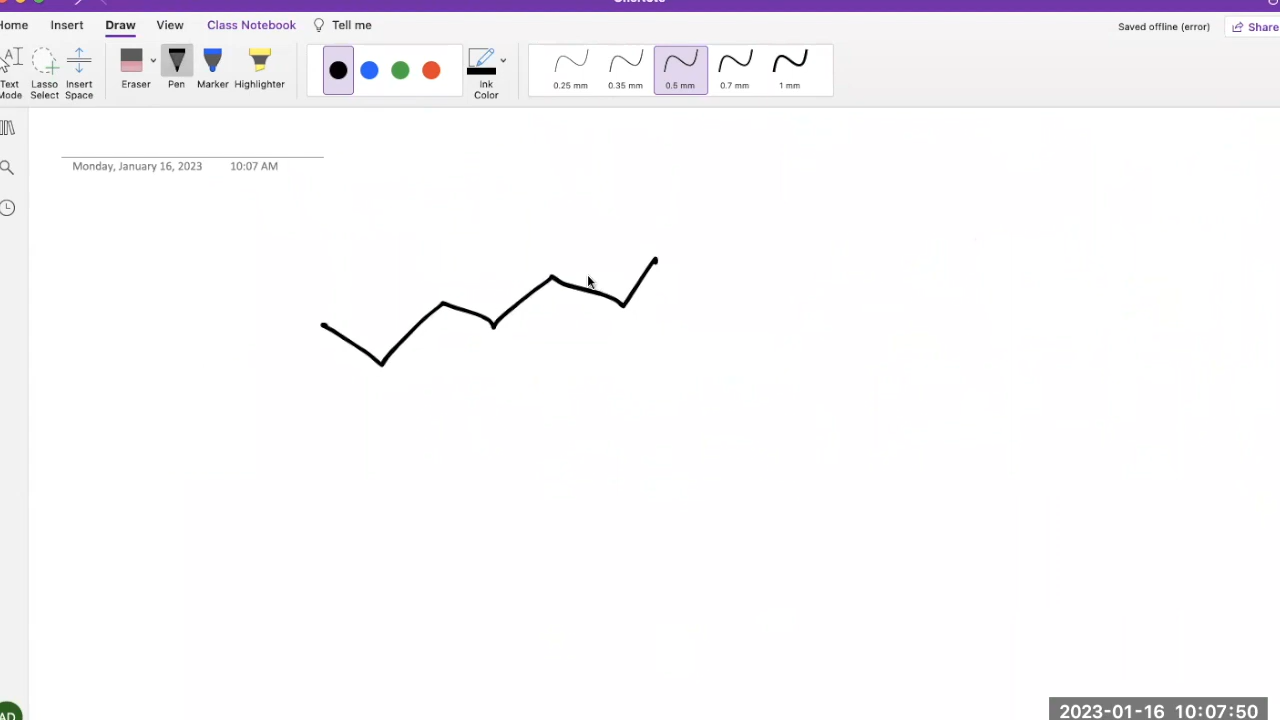 Home Insert Draw View Class Notebook Tell me
Saved offline (error) Share
Text Mode
Lasso Select
Insert Space
Eraser
Pen
Marker
Highlighter
Ink Color
0.25 mm 0.35 mm 0.5 mm 0.7 mm 1 mm
Monday, January 16, 2023 10:07 AM
AD
2023-01-16 10:07:50